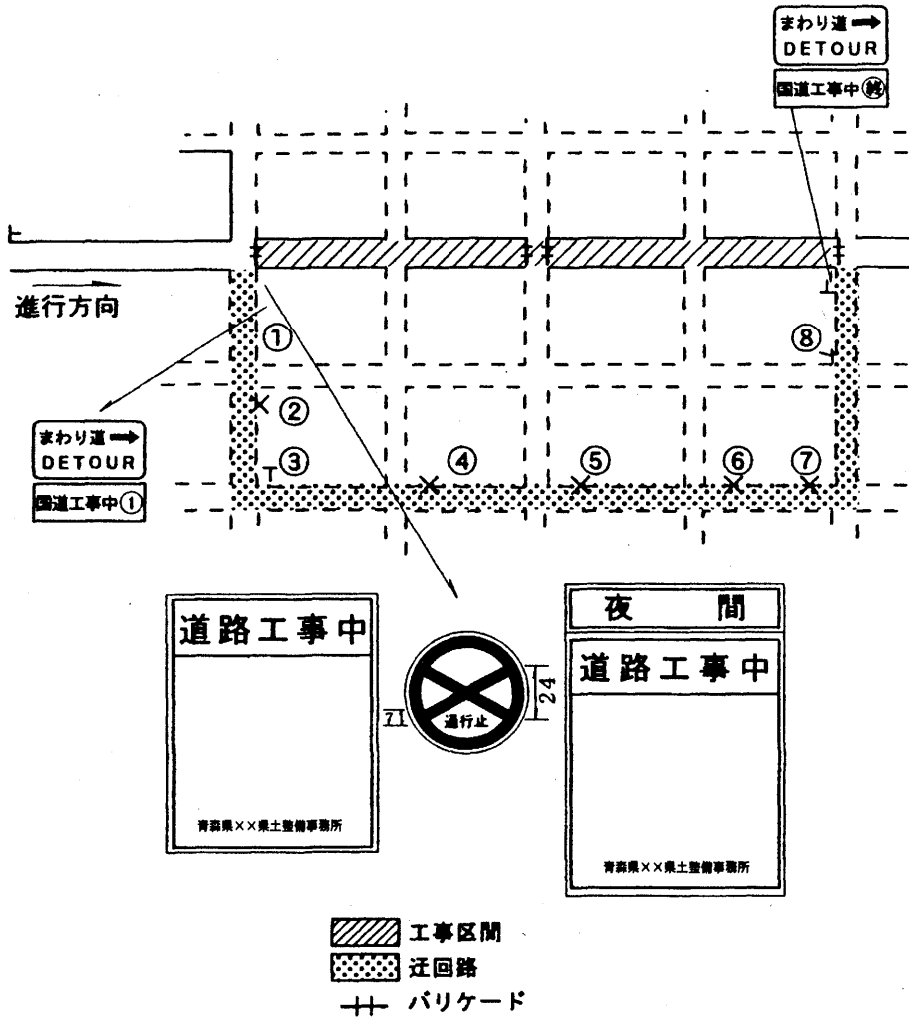 まわり道➡
DETOUR
国道工事中㊡
進行方向
①
⑧
②
まわり道➡
DETOUR
国道工事中①
③
④
⑤
⑥
⑦
道路工事中
青森県××県土整備事務所
71
通行止
24
夜 間
道路工事中
青森県××県土整備事務所
工事区間
迂回路
バリケード